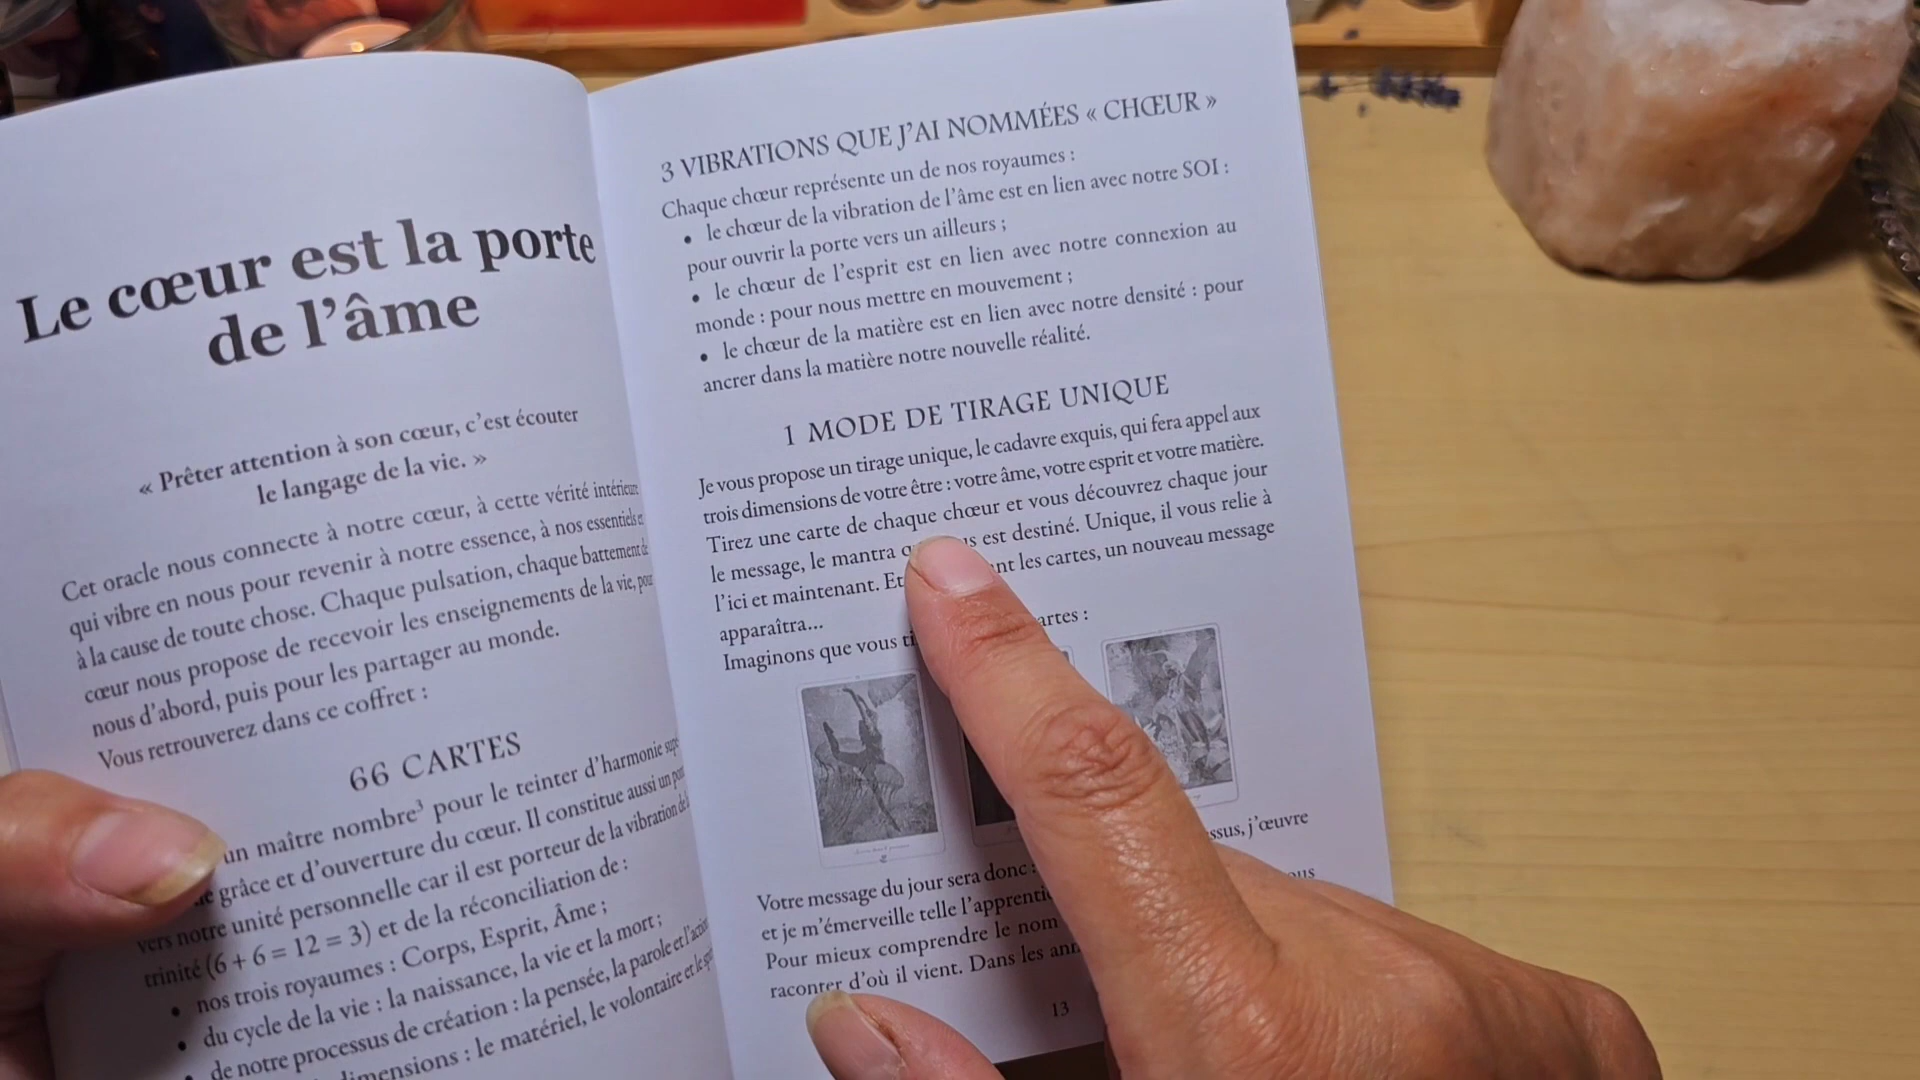 Le cœur est la porte
de l'âme
« Prêter attention à son cœur, c'est écouter
le langage de la vie. »
Cet oracle nous connecte à notre cœur, à cette vérité intérieure
qui vibre en nous pour revenir à notre essence, à nos essentiels et
à la cause de toute chose. Chaque pulsation, chaque battement de
cœur nous propose de recevoir les enseignements de la vie, pour
nous d'abord, puis pour les partager au monde.
Vous retrouverez dans ce coffret :
66 CARTES
un maître nombre³ pour le teinter d'harmonie
grâce et d'ouverture du cœur. Il constitue aussi un
vers notre unité personnelle car il est porteur de la vibration de
trinité (6 + 6 = 12 = 3) et de la réconciliation de :
• nos trois royaumes : Corps, Esprit, Âme ;
• du cycle de la vie : la naissance, la vie et la mort ;
• de notre processus de création : la pensée, la parole et l'action
dimensions : le matériel, le volontaire et le
3 VIBRATIONS QUE J'AI NOMMÉES « CHŒUR »
Chaque chœur représente un de nos royaumes :
• le chœur de la vibration de l'âme est en lien avec notre SOI :
pour ouvrir la porte vers un ailleurs ;
• le chœur de l'esprit est en lien avec notre connexion au
monde : pour nous mettre en mouvement ;
• le chœur de la matière est en lien avec notre densité : pour
ancrer dans la matière notre nouvelle réalité.
1 MODE DE TIRAGE UNIQUE
Je vous propose un tirage unique, le cadavre exquis, qui fera appel aux
trois dimensions de votre être : votre âme, votre esprit et votre matière.
Tirez une carte de chaque chœur et vous découvrez chaque jour
le message, le mantra est destiné. Unique, il vous relie à
l'ici et maintenant. Et les cartes, un nouveau message
apparaîtra...
Imaginons que vous cartes :
j'œuvre
Votre message du jour sera donc :
et je m'émerveille telle
Pour mieux comprendre le nom
raconter d'où il vient. Dans les
13